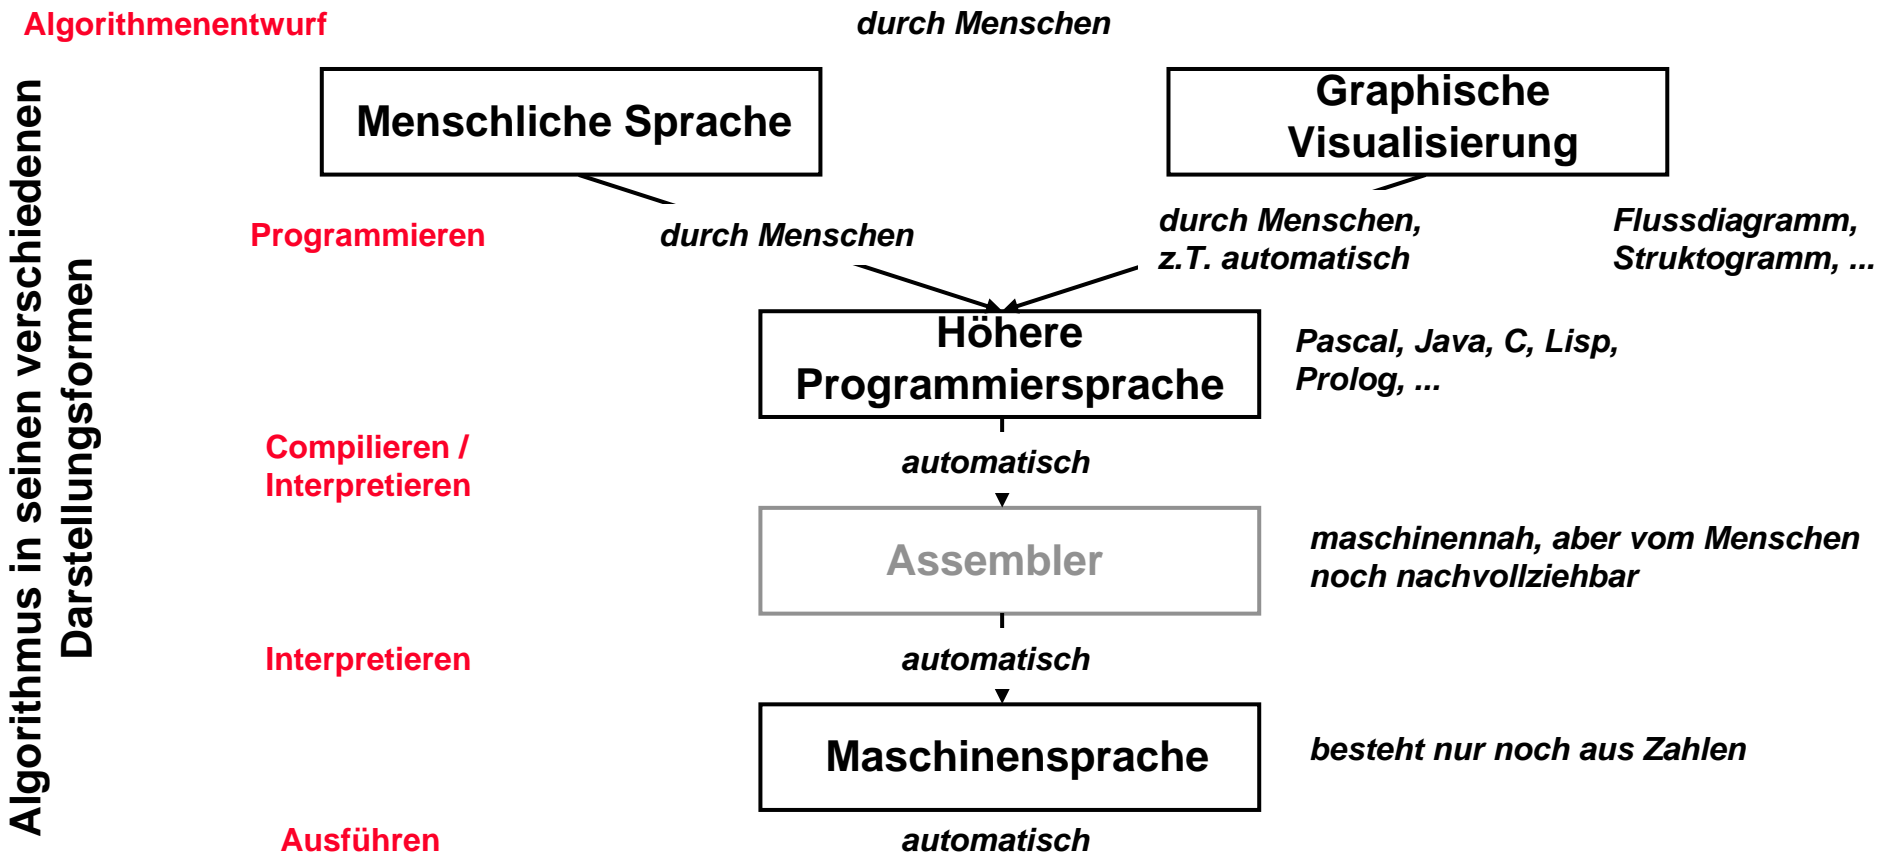 Algorithmus in seinen verschiedenen
Darstellungsformen
Algorithmenentwurf
durch Menschen
Menschliche Sprache
Graphische
Visualisierung
Programmieren
durch Menschen
durch Menschen,
z.T. automatisch
Flussdiagramm,
Struktogramm, ...
Höhere
Programmiersprache
Pascal, Java, C, Lisp,
Prolog, ...
Compilieren /
Interpretieren
automatisch
Assembler
maschinennah, aber vom Menschen
noch nachvollziehbar
Interpretieren
automatisch
Maschinensprache
besteht nur noch aus Zahlen
Ausführen
automatisch